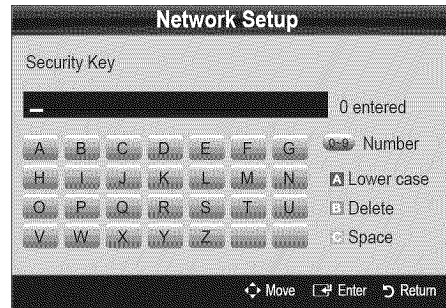 Network Setup
Security Key
_ 0 entered
A B C D E F G 0~9 Number
H I J K L M N A Lower case
O P Q R S T U B Delete
V W X Y Z C Space
Move Enter Return